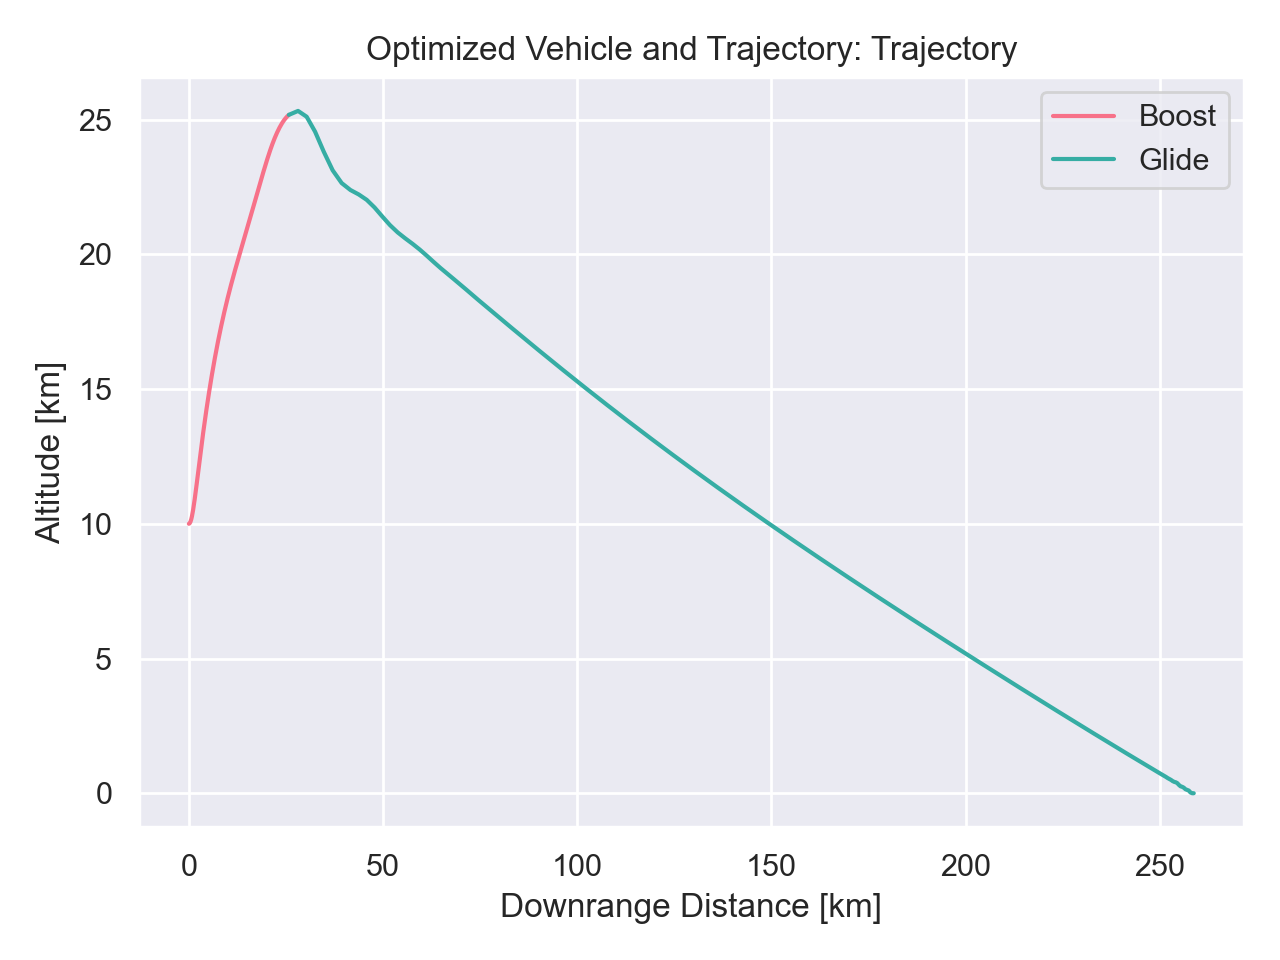 Optimized Vehicle and Trajectory: Trajectory
Boost
Glide
25
20
15
10
5
0
Altitude [km]
0 50 100 150 200 250
Downrange Distance [km]